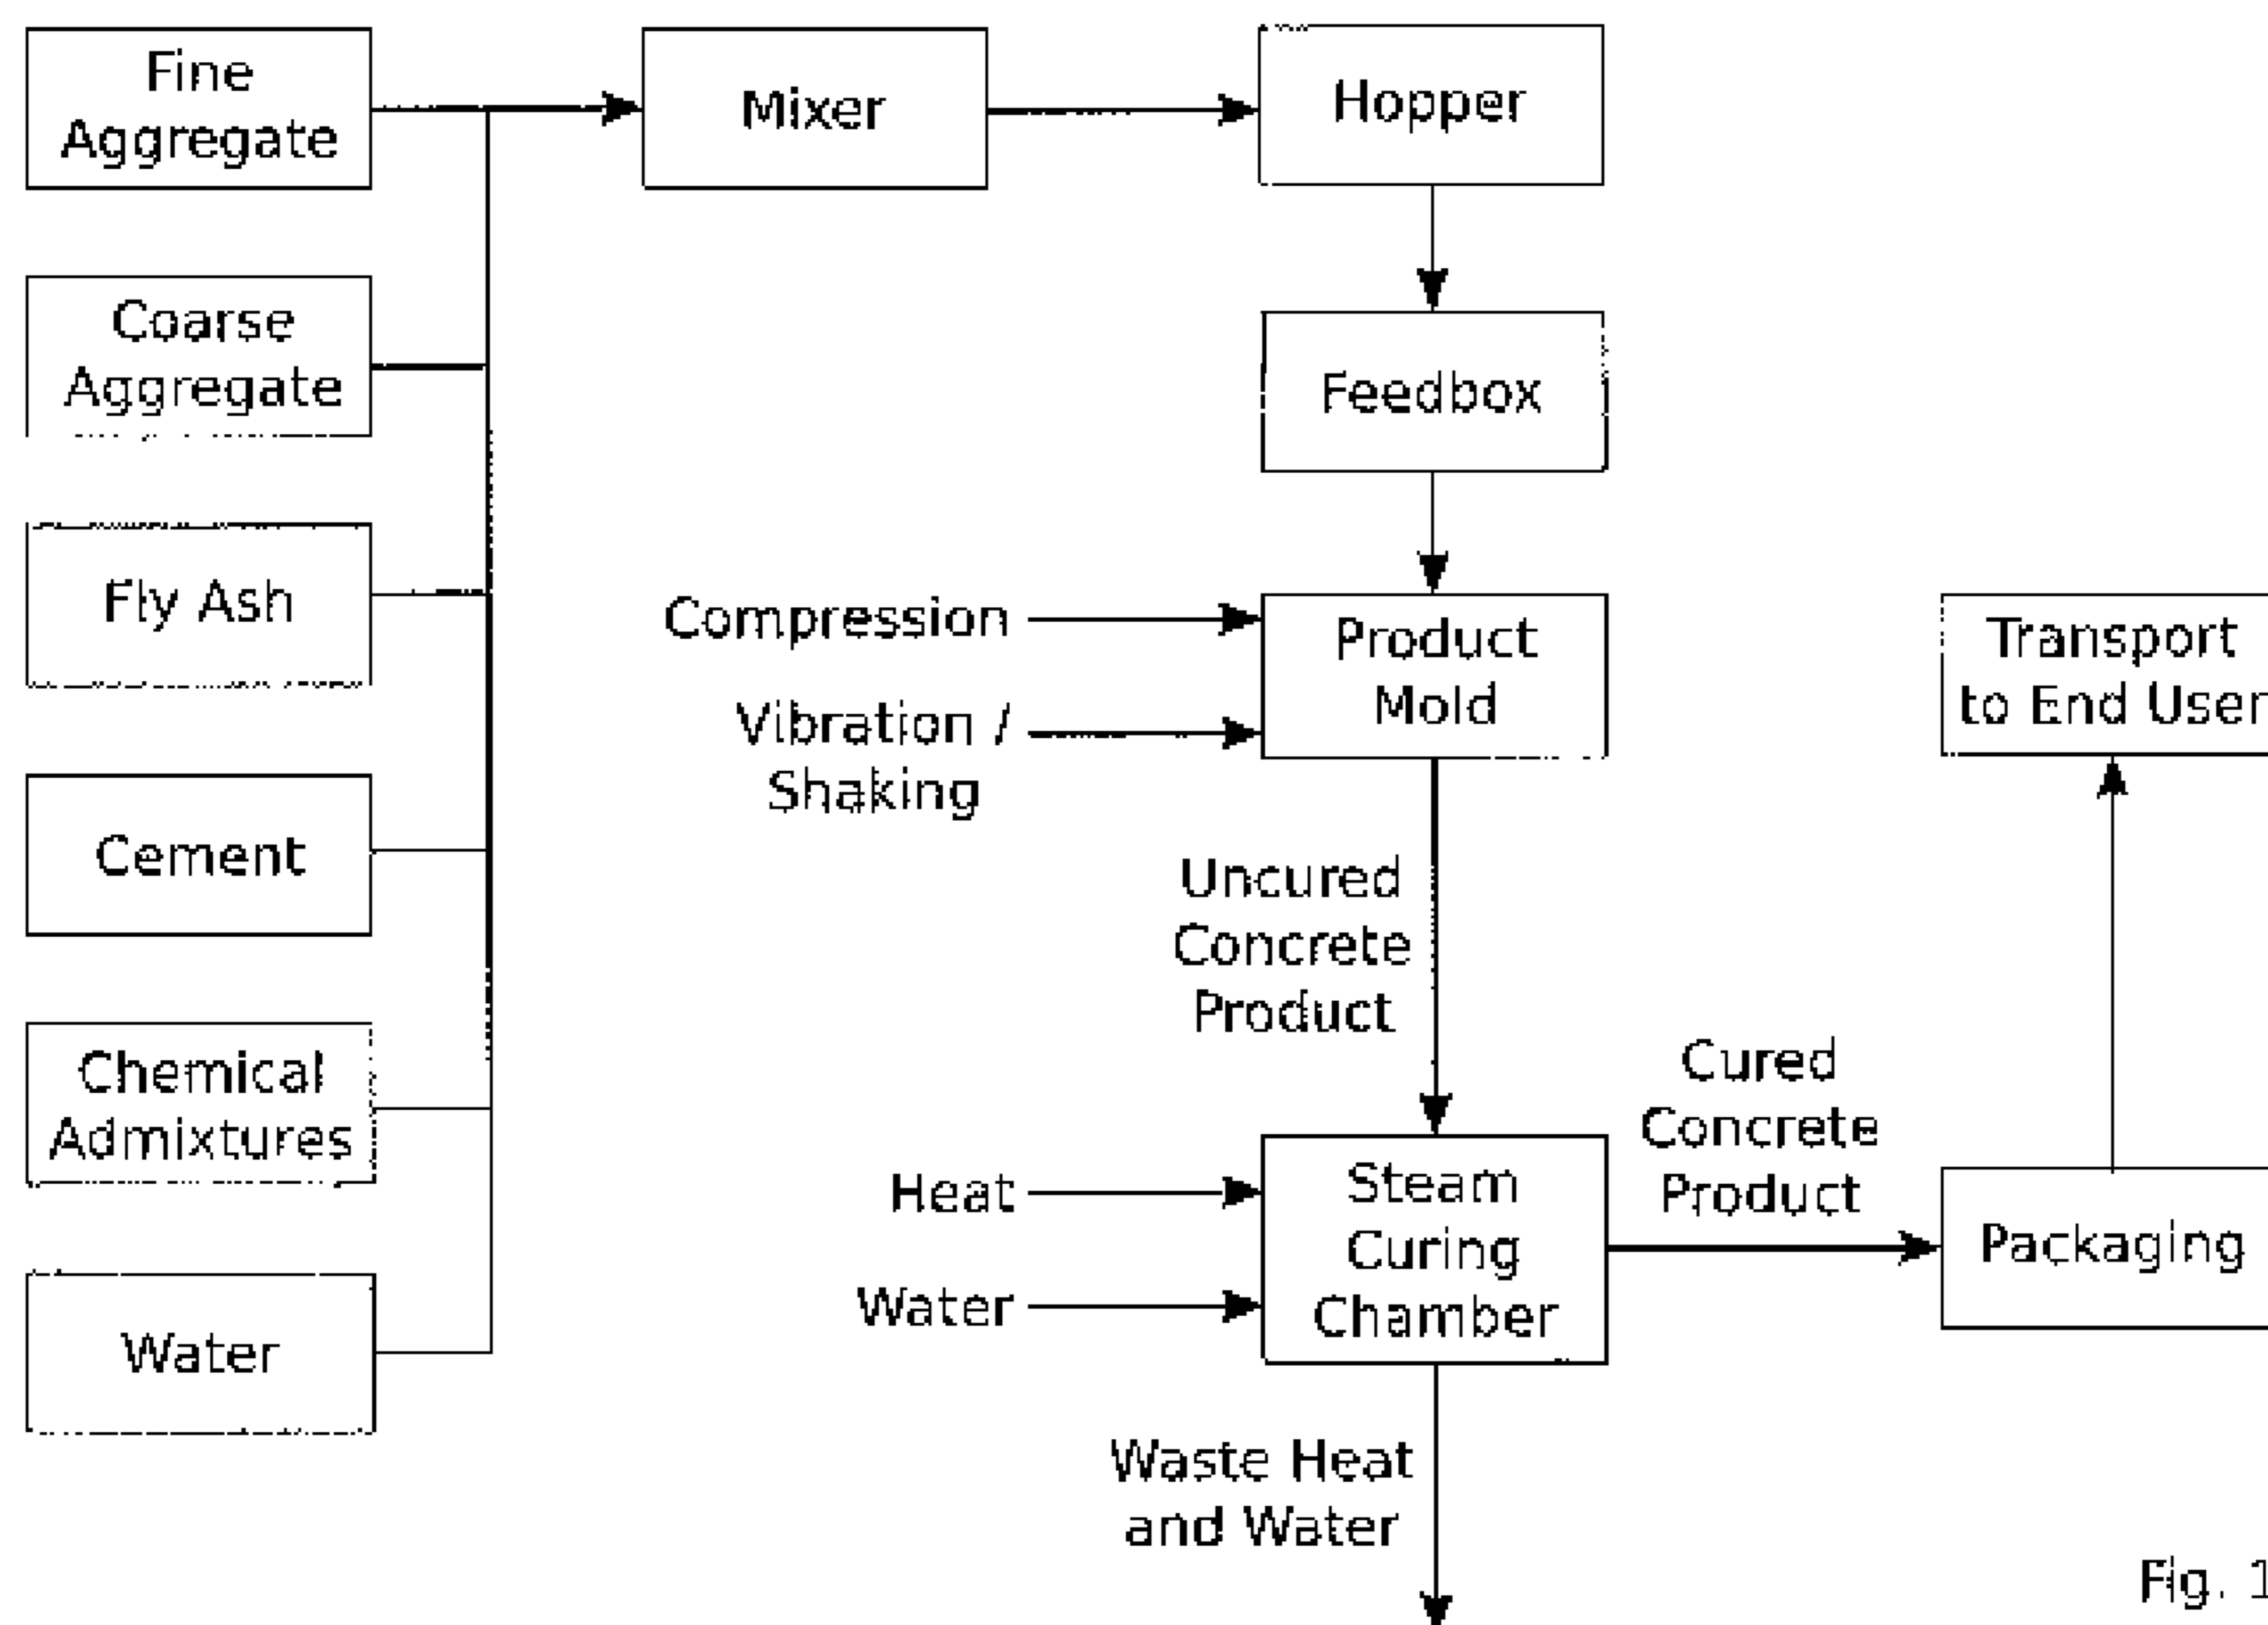 Fine
Aggregate
Mixer
Hopper
Coarse
Aggregate
Feedbox
Fly Ash
Compression
Vibration /
Shaking
Product
Mold
Transport
to End User
Cement
Uncured
Concrete
Product
Chemical
Admixtures
Cured
Concrete
Product
Heat
Water
Steam
Curing
Chamber
Packaging
Water
Waste Heat
and Water
Fig. 1